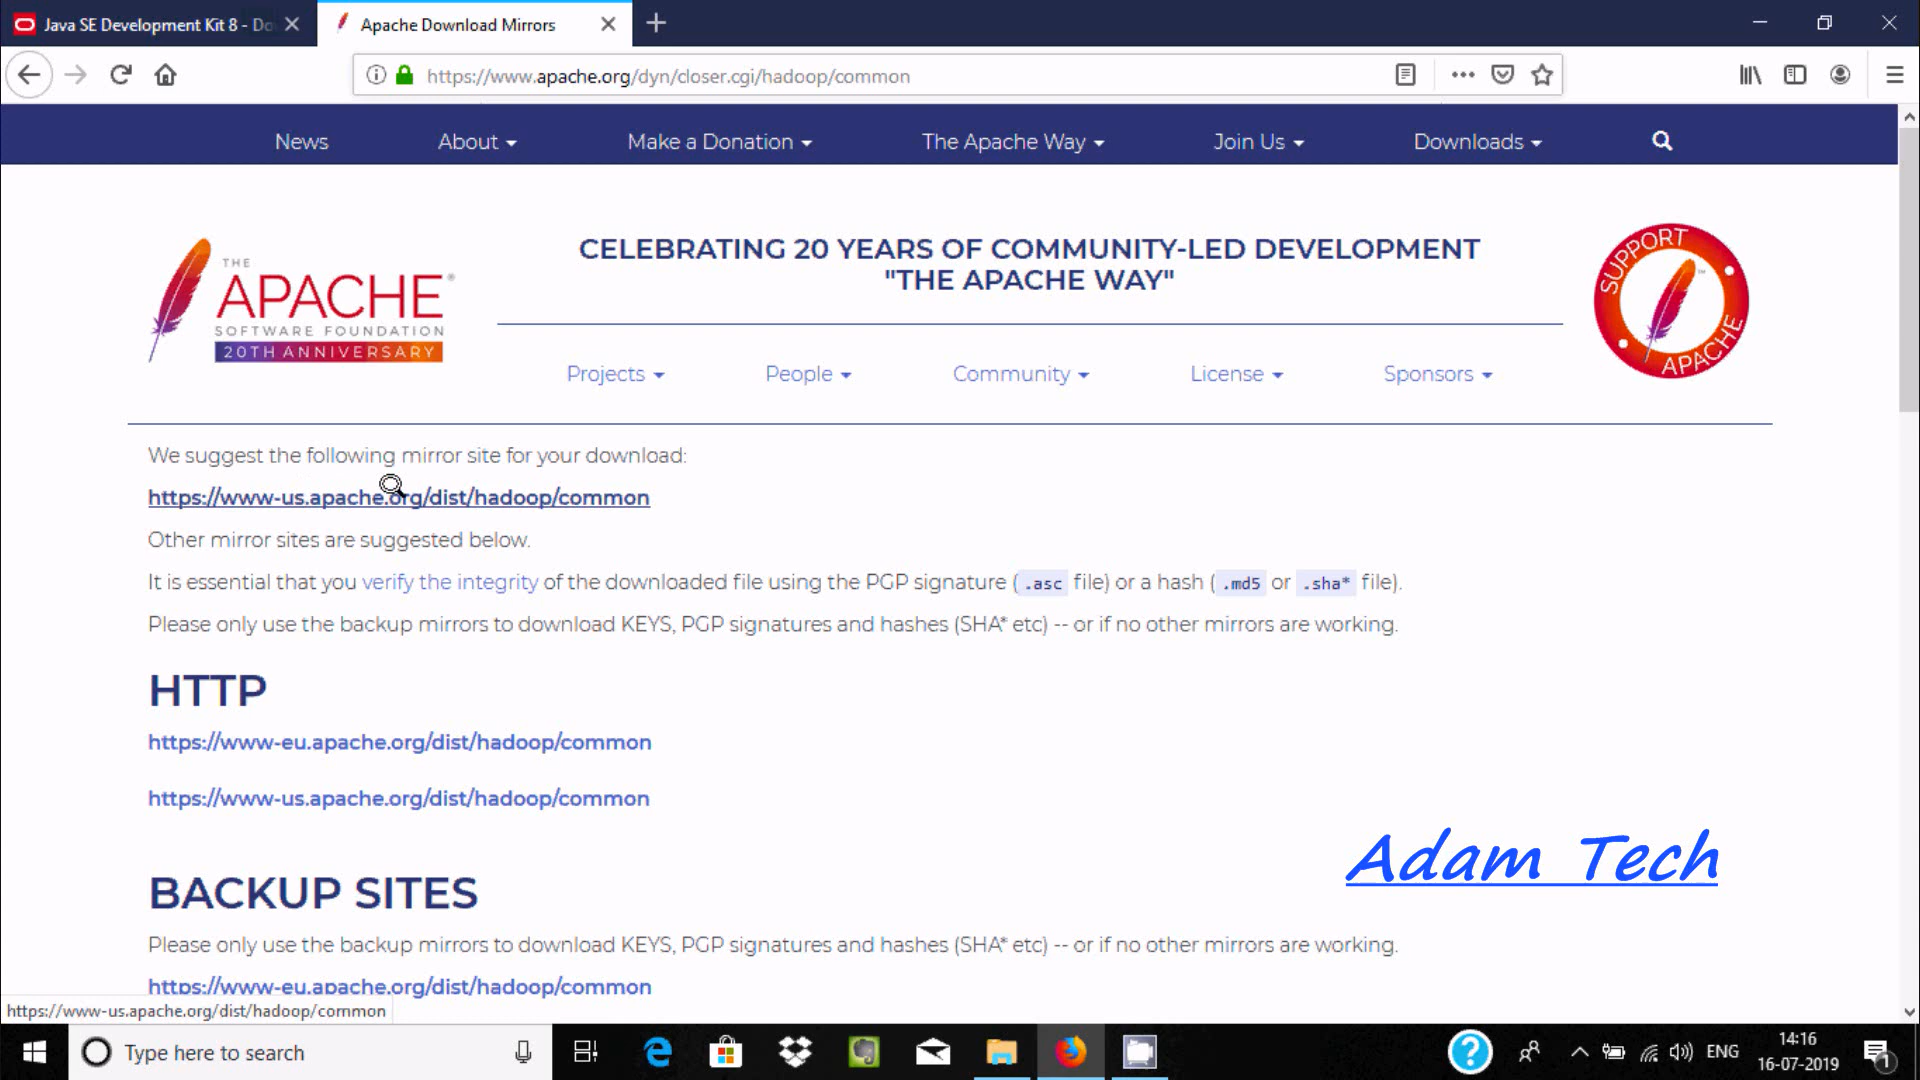 Java SE Development Kit 8 - Do
Apache Download Mirrors
https://www.apache.org/dyn/closer.cgi/hadoop/common
News About Make a Donation The Apache Way Join Us Downloads
THE
APACHE®
SOFTWARE FOUNDATION
20TH ANNIVERSARY
CELEBRATING 20 YEARS OF COMMUNITY-LED DEVELOPMENT
"THE APACHE WAY"
SUPPORT
APACHE
Projects People Community License Sponsors
We suggest the following mirror site for your download:
https://www-us.apache.org/dist/hadoop/common
Other mirror sites are suggested below.
It is essential that you verify the integrity of the downloaded file using the PGP signature ( .asc file) or a hash ( .md5 or .sha* file).
Please only use the backup mirrors to download KEYS, PGP signatures and hashes (SHA* etc) -- or if no other mirrors are working.
HTTP
https://www-eu.apache.org/dist/hadoop/common
https://www-us.apache.org/dist/hadoop/common
Adam Tech
BACKUP SITES
Please only use the backup mirrors to download KEYS, PGP signatures and hashes (SHA* etc) -- or if no other mirrors are working.
https://www-eu.apache.org/dist/hadoop/common
https://www-us.apache.org/dist/hadoop/common
Type here to search
ENG
14:16
16-07-2019
1